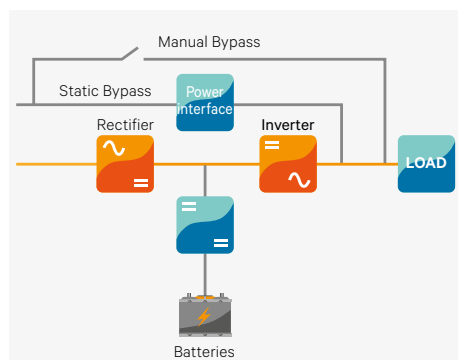 Manual Bypass
Static Bypass
Power
interface
Rectifier
Inverter
LOAD
Batteries